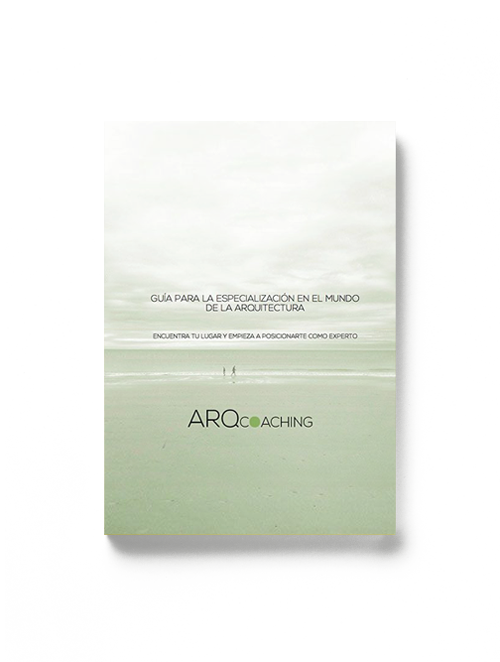 GUÍA PARA LA ESPECIALIZACIÓN EN EL MUNDO
DE LA ARQUITECTURA
ENCUENTRA TU LUGAR Y EMPIEZA A POSICIONARTE COMO EXPERTO
ARQCOACHING